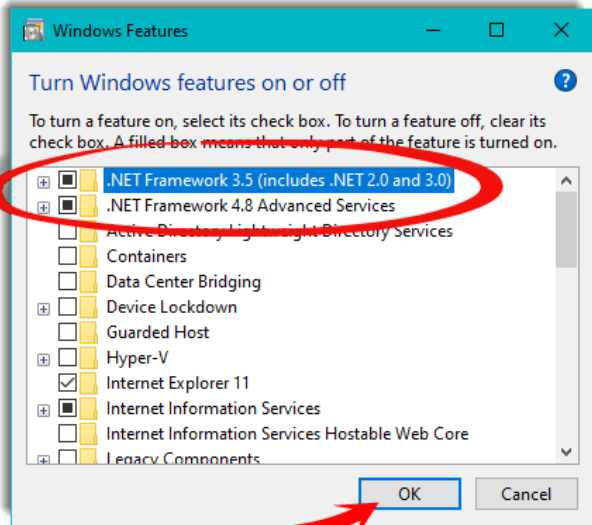 Windows Features
Turn Windows features on or off
?
To turn a feature on, select its check box. To turn a feature off, clear its
check box. A filled box means that only part of the feature is turned on.
.NET Framework 3.5 (includes .NET 2.0 and 3.0)
.NET Framework 4.8 Advanced Services
Active Directory Lightweight Directory Services
Containers
Data Center Bridging
Device Lockdown
Guarded Host
Hyper-V
Internet Explorer 11
Internet Information Services
Internet Information Services Hostable Web Core
Legacy Components
OK
Cancel